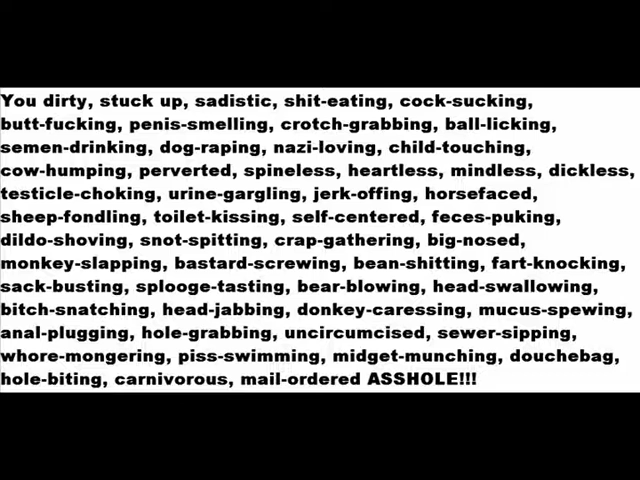 You dirty, stuck up, sadistic, shit-eating, cock-sucking,
butt-fucking, penis-smelling, crotch-grabbing, ball-licking,
semen-drinking, dog-raping, nazi-loving, child-touching,
cow-humping, perverted, spineless, heartless, mindless, dickless,
testicle-choking, urine-gargling, jerk-offing, horsefaced,
sheep-fondling, toilet-kissing, self-centered, feces-puking,
dildo-shoving, snot-spitting, crap-gathering, big-nosed,
monkey-slapping, bastard-screwing, bean-shitting, fart-knocking,
sack-busting, splooge-tasting, bear-blowing, head-swallowing,
bitch-snatching, head-jabbing, donkey-caressing, mucus-spewing,
anal-plugging, hole-grabbing, uncircumcised, sewer-sipping,
whore-mongering, piss-swimming, midget-munching, douchebag,
hole-biting, carnivorous, mail-ordered ASSHOLE!!!